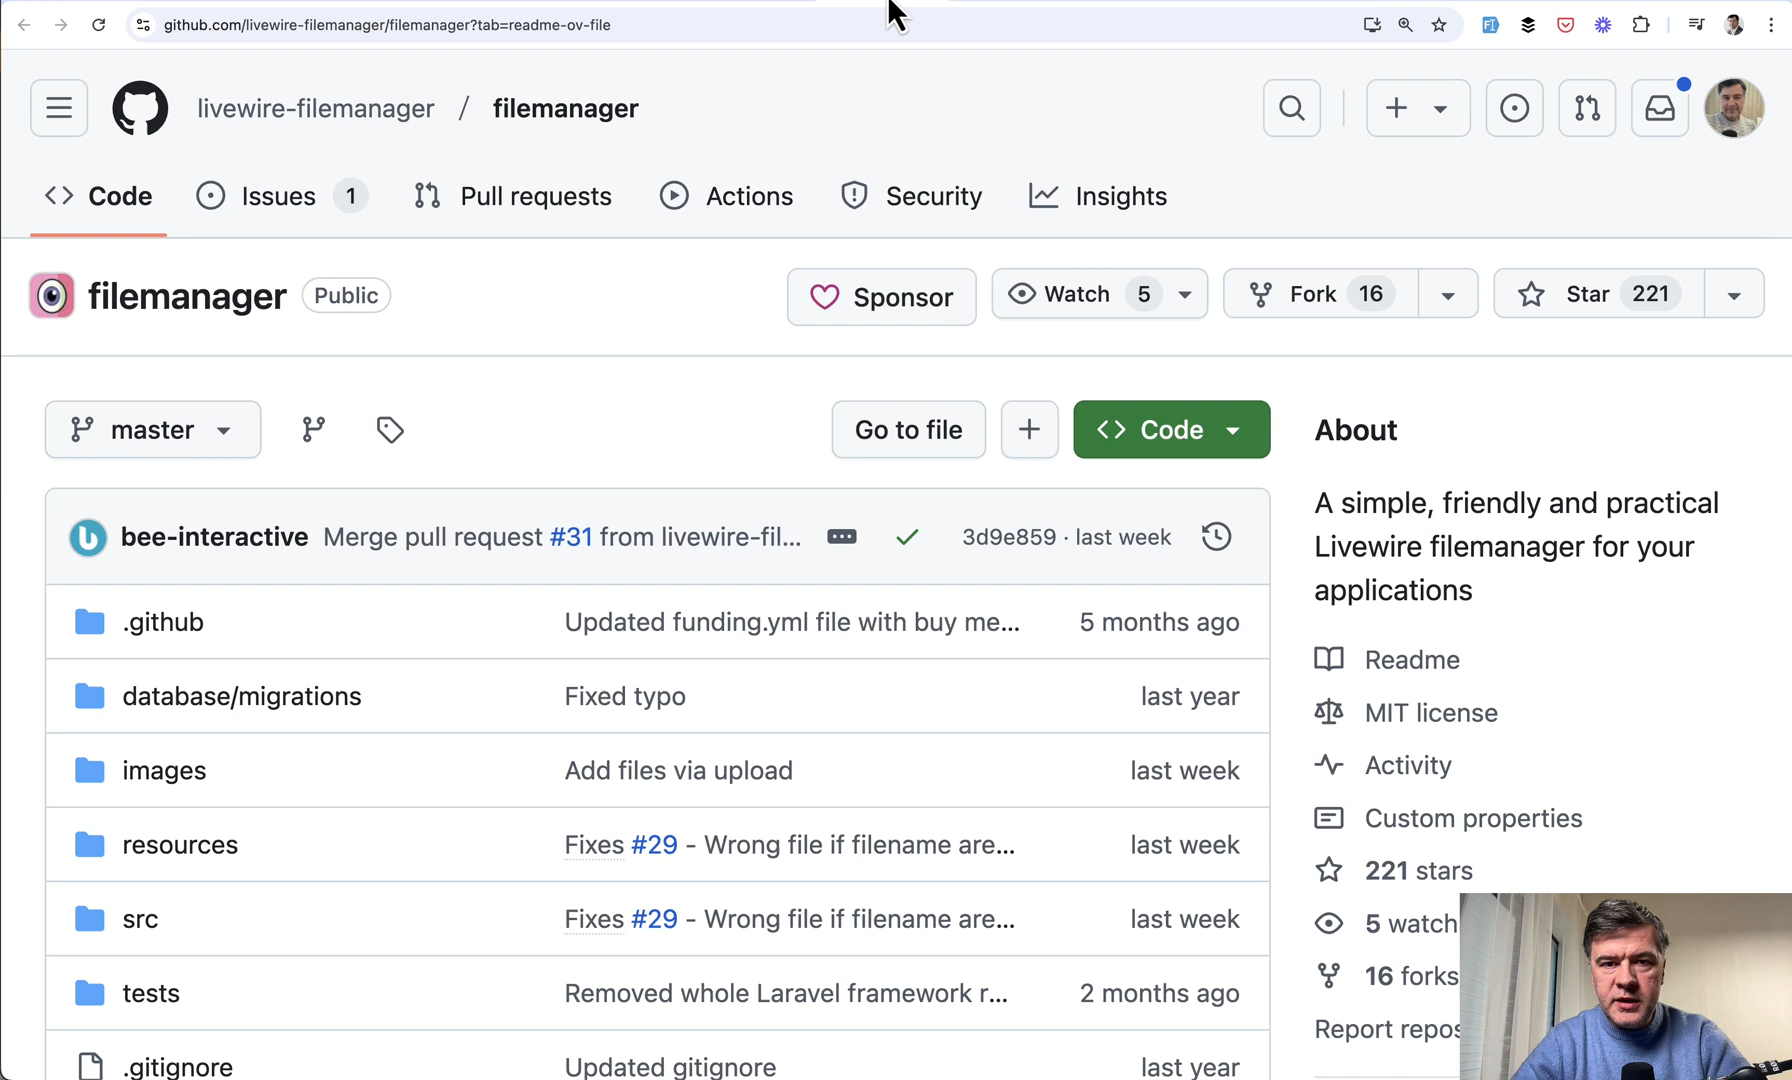 github.com/livewire-filemanager/filemanager?tab=readme-ov-file
livewire-filemanager / filemanager
Code
Issues 1
Pull requests
Actions
Security
Insights
filemanager Public
Sponsor
Watch 5
Fork 16
Star 221
master
Go to file
Code
About
A simple, friendly and practical
Livewire filemanager for your
applications
bee-interactive Merge pull request #31 from livewire-fil... 3d9e859 · last week
.github Updated funding.yml file with buy me... 5 months ago
database/migrations Fixed typo last year
images Add files via upload last week
resources Fixes #29 - Wrong file if filename are... last week
src Fixes #29 - Wrong file if filename are... last week
tests Removed whole Laravel framework r... 2 months ago
.gitignore Updated gitignore last year
Readme
MIT license
Activity
Custom properties
221 stars
5 watch
16 forks
Report repos